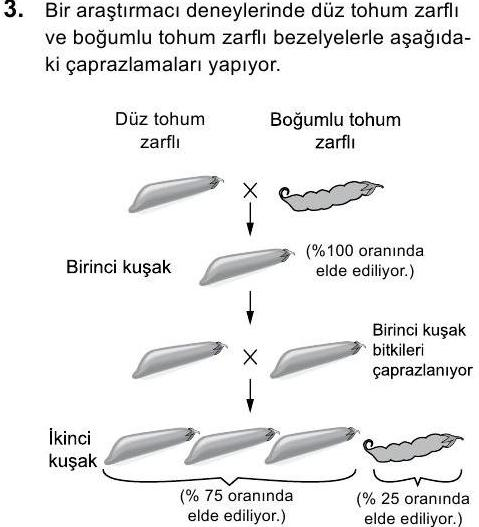 3. Bir araştırmacı deneylerinde düz tohum zarflı
ve boğumlu tohum zarflı bezelyelerle aşağıda-
ki çaprazlamaları yapıyor.
Düz tohum
zarflı
Boğumlu tohum
zarflı
X
Birinci kuşak
(%100 oranında
elde ediliyor.)
X
Birinci kuşak
bitkileri
çaprazlanıyor
İkinci
kuşak
(% 75 oranında
elde ediliyor.)
(% 25 oranında
elde ediliyor.)